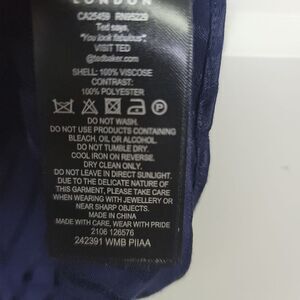 LONDON
CA25459 RN95229
Ted says,
"You look fabulous".
VISIT TED
@tedbaker.com
SHELL: 100% VISCOSE
CONTRAST:
100% POLYESTER
DO NOT WASH.
DO NOT USE PRODUCTS CONTAINING
BLEACH, OIL OR ALCOHOL.
DO NOT TUMBLE DRY.
COOL IRON ON REVERSE.
DRY CLEAN ONLY.
DO NOT LEAVE IN DIRECT SUNLIGHT.
DUE TO THE DELICATE NATURE OF
THIS GARMENT, PLEASE TAKE CARE
WHEN WEARING WITH JEWELLERY OR
NEAR SHARP OBJECTS.
MADE IN CHINA
MADE WITH CARE, WEAR WITH PRIDE
2106 126576
242391 WMB PIIAA